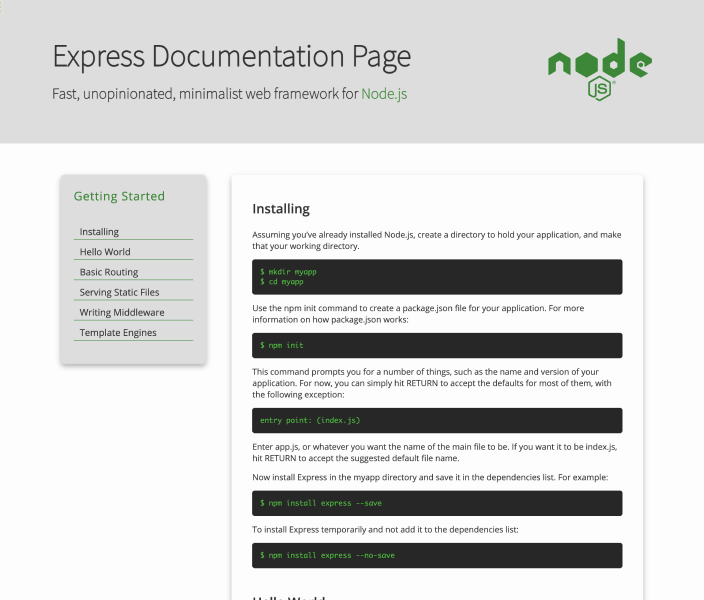 Express Documentation Page
Fast, unopinionated, minimalist web framework for Node.js
node
JS
Getting Started
Installing
Hello World
Basic Routing
Serving Static Files
Writing Middleware
Template Engines
Installing
Assuming you've already installed Node.js, create a directory to hold your application, and make
that your working directory.
$ mkdir myapp
$ cd myapp
Use the npm init command to create a package.json file for your application. For more
information on how package.json works:
$ npm init
This command prompts you for a number of things, such as the name and version of your
application. For now, you can simply hit RETURN to accept the defaults for most of them, with
the following exception:
entry point: (index.js)
Enter app.js, or whatever you want the name of the main file to be. If you want it to be index.js,
hit RETURN to accept the suggested default file name.
Now install Express in the myapp directory and save it in the dependencies list. For example:
$ npm install express --save
To install Express temporarily and not add it to the dependencies list:
$ npm install express --no-save
Hello World